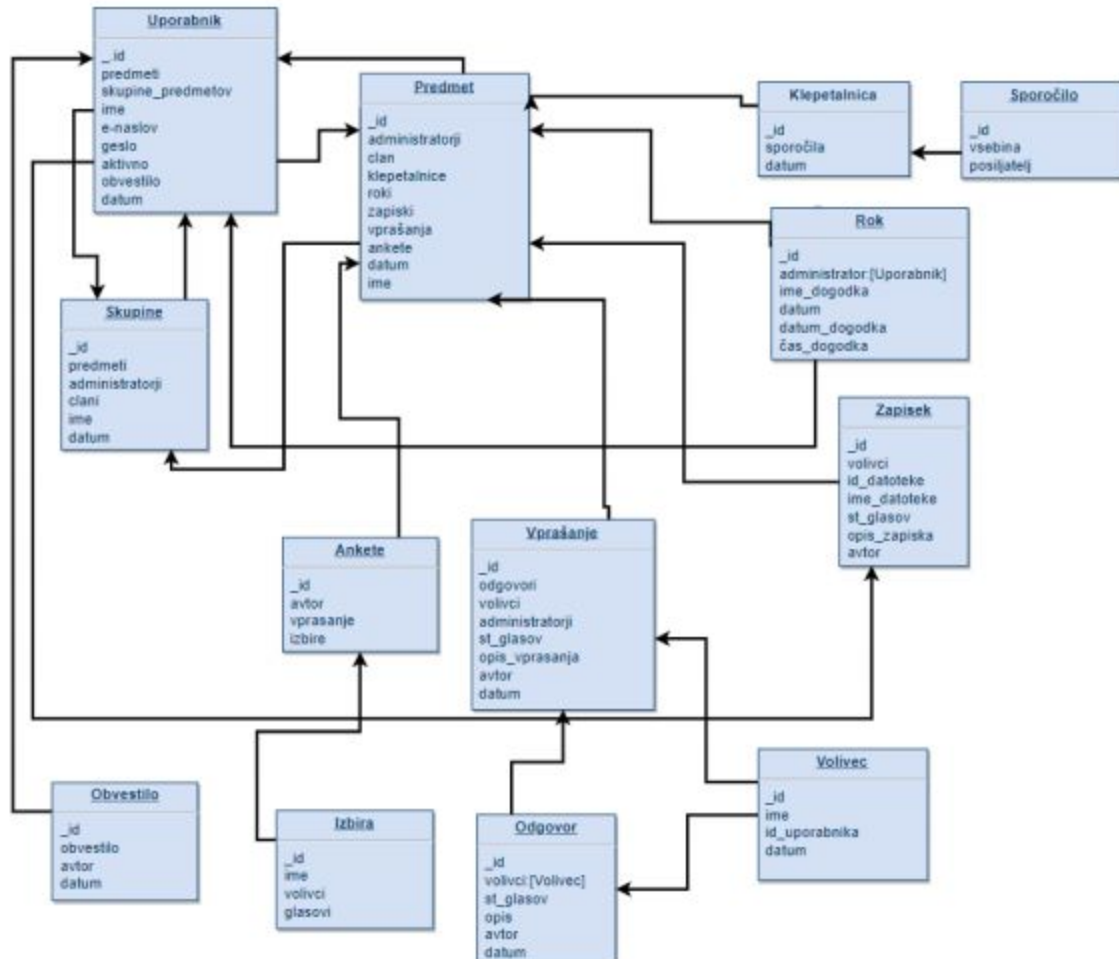 Uporabnik
_id
predmeti
skupine_predmetov
ime
e-naslov
geslo
aktivno
obvestilo
datum
Predmet
_id
administratorji
clan
klepetalnice
roki
zapiski
vprašanja
ankete
datum
ime
Klepetalnica
_id
sporočila
datum
Sporočilo
_id
vsebina
posiljatelj
Rok
_id
administrator:[Uporabnik]
ime_dogodka
datum
datum_dogodka
čas_dogodka
Skupine
_id
predmeti
administratorji
clani
ime
datum
Zapisek
_id
volivci
id_datoteke
ime_datoteke
st_glasov
opis_zapiska
avtor
Ankete
_id
avtor
vprasanje
izbire
Vprašanje
_id
odgovori
volivci
administratorji
st_glasov
opis_vprasanja
avtor
datum
Obvestilo
_id
obvestilo
avtor
datum
Izbira
_id
ime
volivci
glasovi
Odgovor
_id
volivci:[Volivec]
st_glasov
opis
avtor
datum
Volivec
_id
ime
id_uporabnika
datum